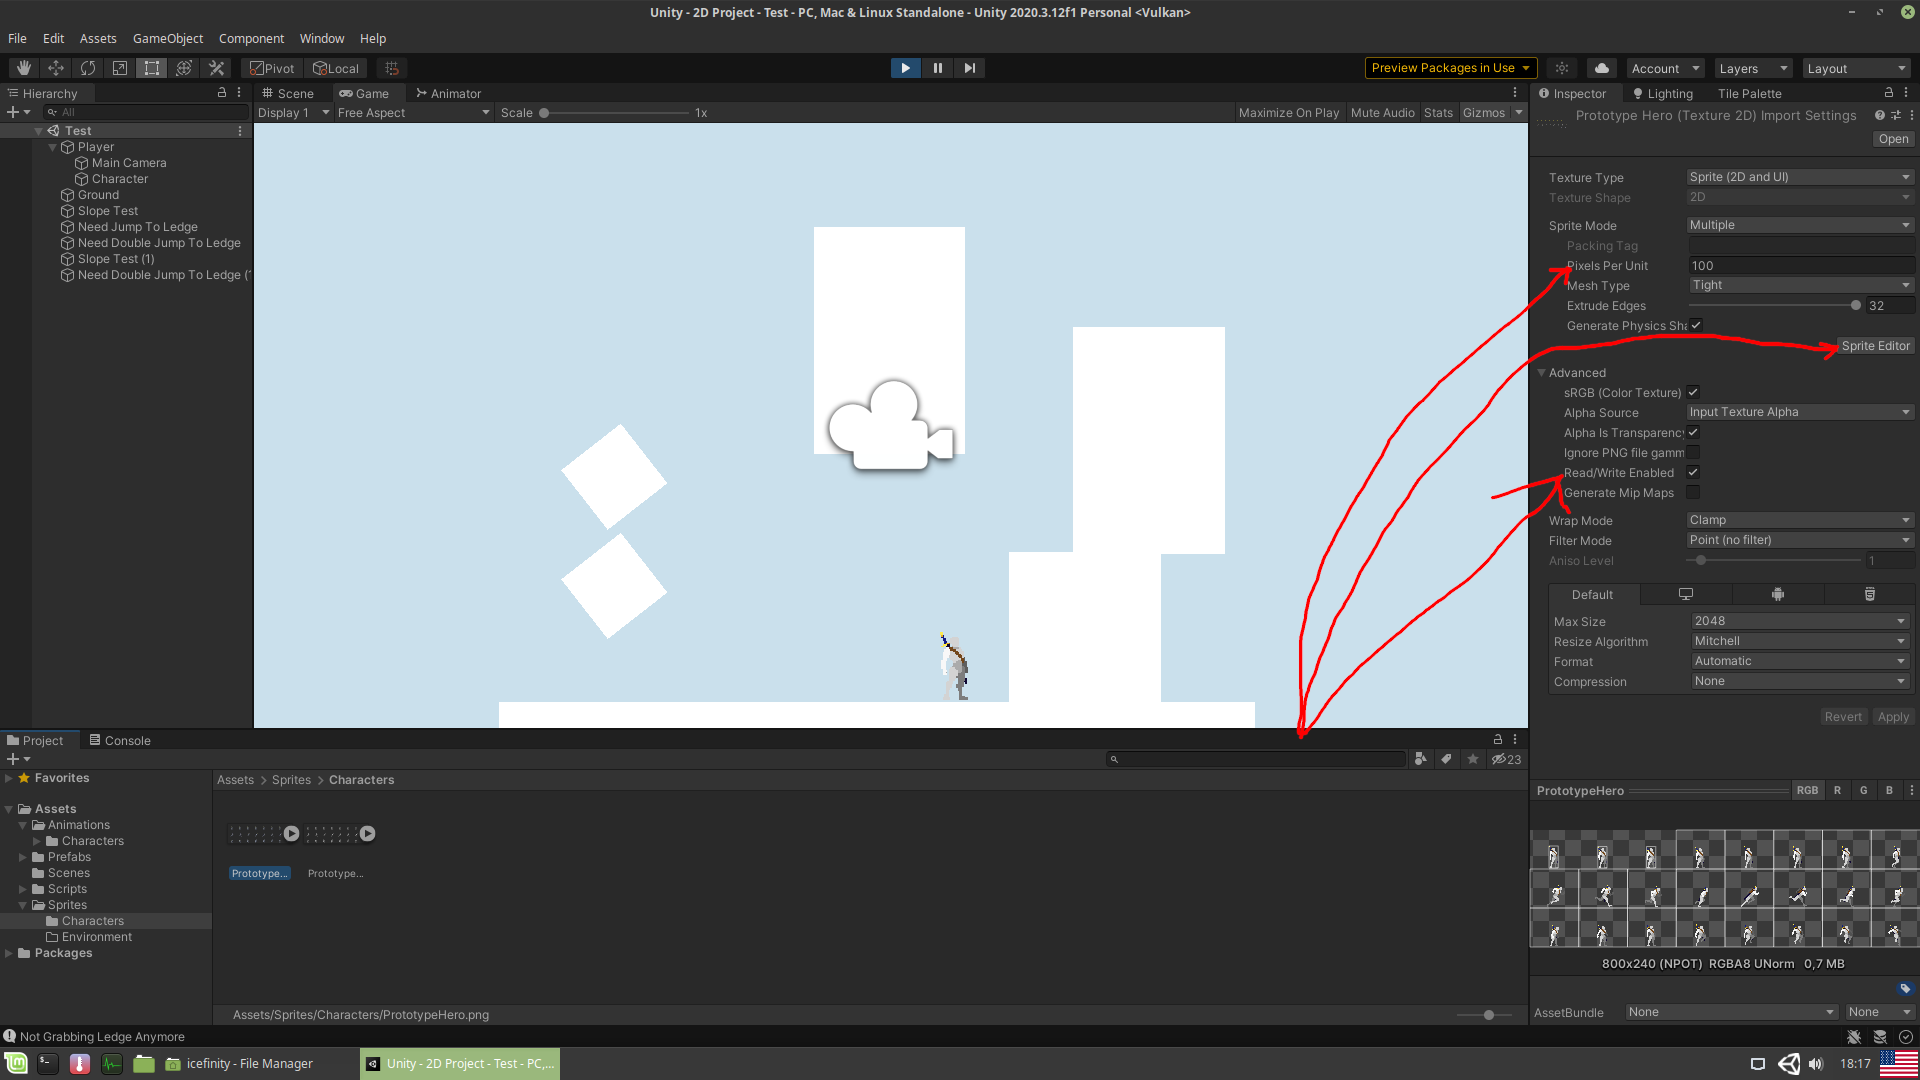 Unity - 2D Project - Test - PC, Mac & Linux Standalone - Unity 2020.3.12f1 Personal <Vulkan>
File Edit Assets GameObject Component Window Help
Pivot Local Preview Packages in Use Account Layers Layout
Hierarchy
All
Test
Player
Main Camera
Character
Ground
Slope Test
Need Jump To Ledge
Need Double Jump To Ledge
Slope Test (1)
Need Double Jump To Ledge (
Scene Game Animator
Display 1 Free Aspect Scale 1x Maximize On Play Mute Audio Stats Gizmos
Inspector Lighting Tile Palette
Prototype Hero (Texture 2D) Import Settings
Open
Texture Type Sprite (2D and UI)
Texture Shape 2D
Sprite Mode Multiple
Packing Tag
Pixels Per Unit 100
Mesh Type Tight
Extrude Edges 32
Generate Physics Sha
Sprite Editor
Advanced
sRGB (Color Texture)
Alpha Source Input Texture Alpha
Alpha Is Transparency
Ignore PNG file gamm
Read/Write Enabled
Generate Mip Maps
Wrap Mode Clamp
Filter Mode Point (no filter)
Aniso Level 1
Default
Max Size 2048
Resize Algorithm Mitchell
Format Automatic
Compression None
Revert Apply
Project Console
23
Favorites
Assets
Animations
Characters
Prefabs
Scenes
Scripts
Sprites
Characters
Environment
Packages
Assets > Sprites > Characters
Prototype... Prototype...
Assets/Sprites/Characters/PrototypeHero.png
PrototypeHero RGB R G B
800x240 (NPOT) RGBA8 UNorm 0,7 MB
AssetBundle None None
Not Grabbing Ledge Anymore
icefinity - File Manager Unity - 2D Project - Test - PC,... 18:17